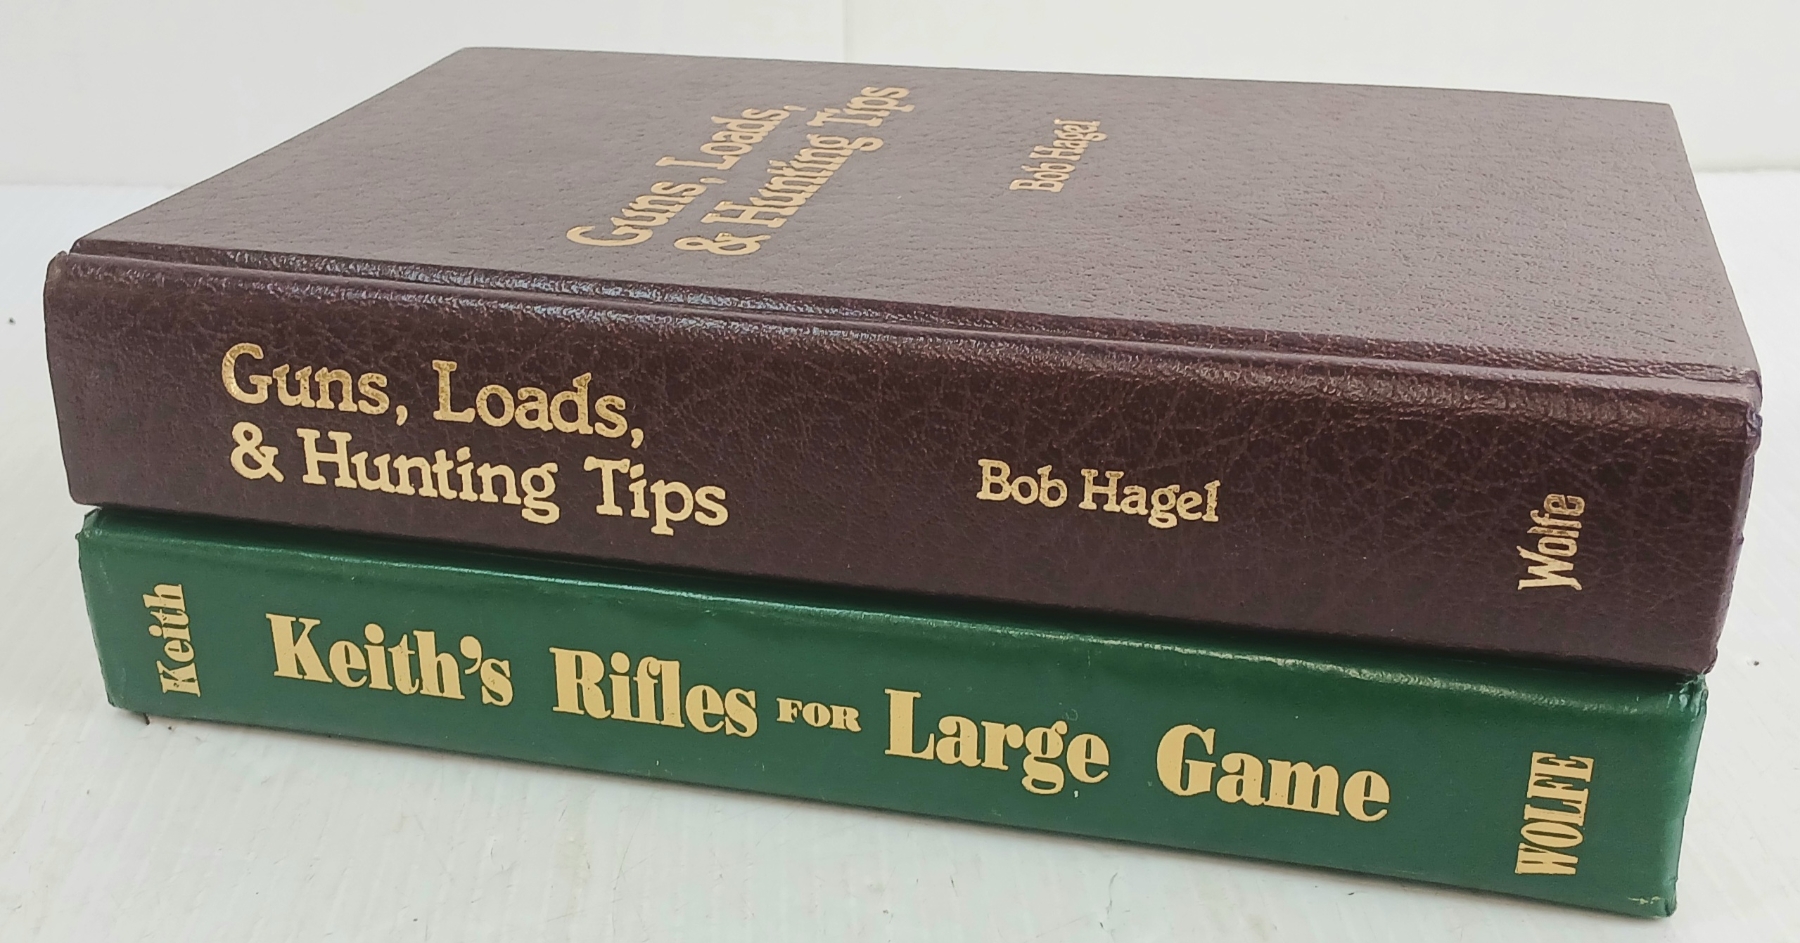 Guns, Loads,
& Hunting Tips
Bob Hagel
Guns, Loads,
& Hunting Tips
Bob Hagel
Wolfe
Keith
Keith's Rifles FOR Large Game
WOLFE